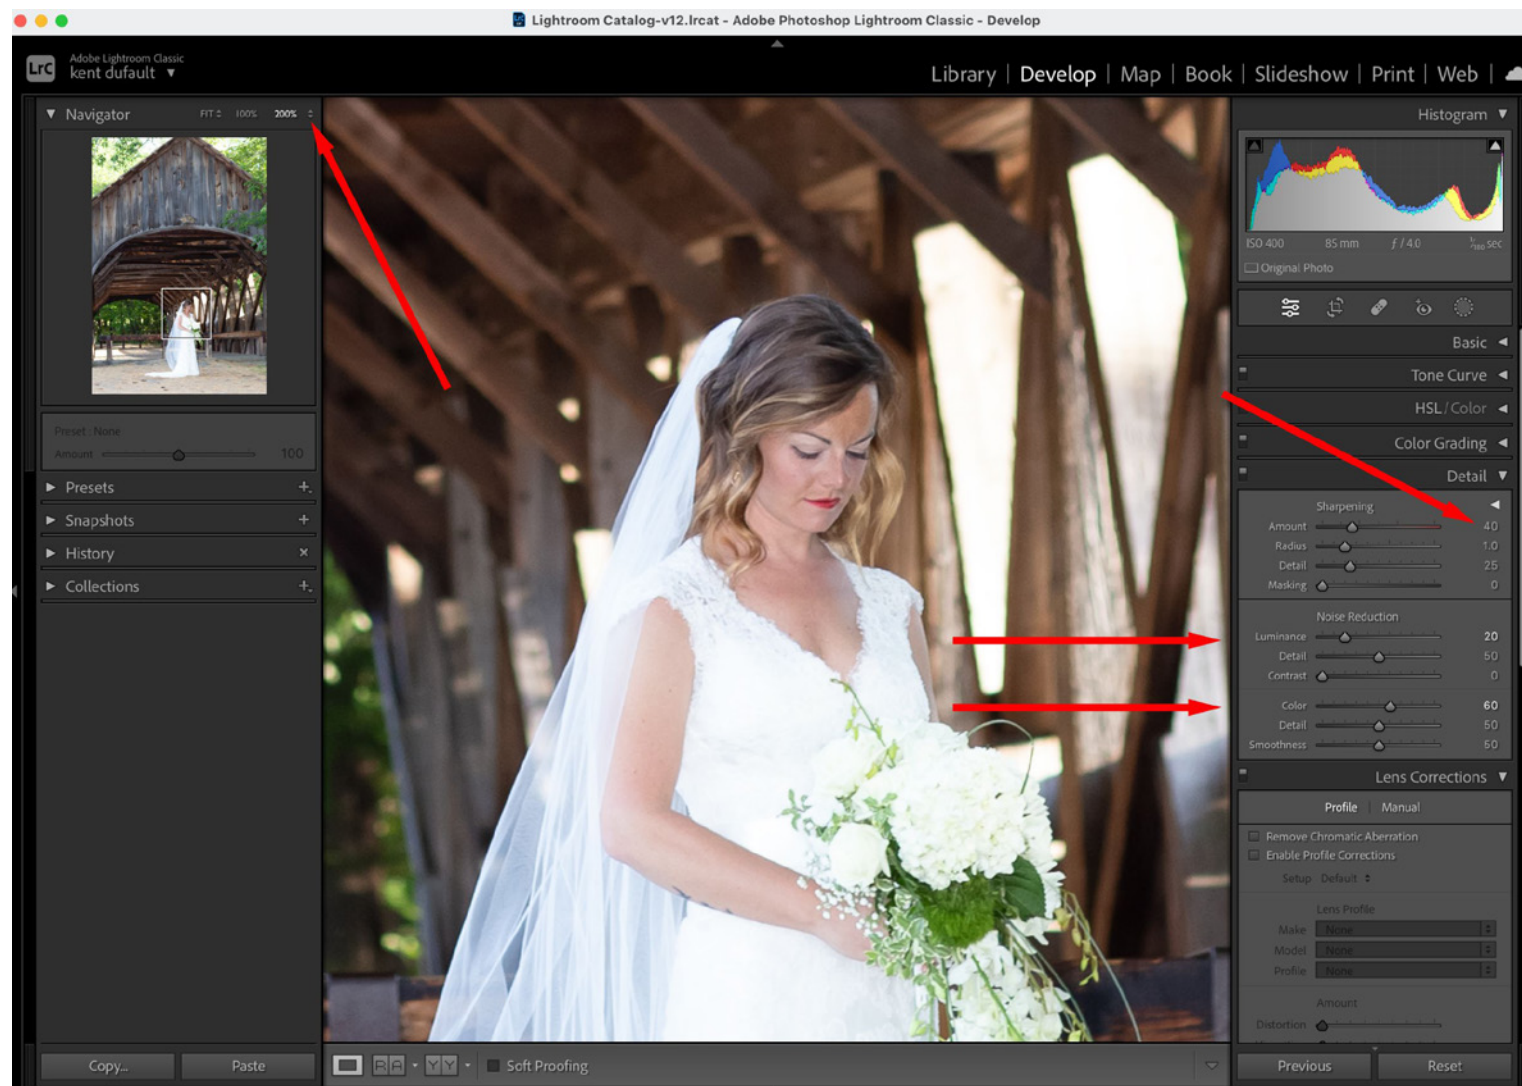 Lightroom Catalog-v12.lrcat - Adobe Photoshop Lightroom Classic - Develop
LrC
Adobe Lightroom Classic
kent dufault
Library | Develop | Map | Book | Slideshow | Print | Web |
Navigator
FIT 100% 200%
Preset : None
Amount 100
Presets
Snapshots
History
Collections
Copy...
Paste
R A
Y Y
Soft Proofing
Histogram
ISO 400 85 mm ƒ / 4.0 sec
Original Photo
Basic
Tone Curve
HSL / Color
Color Grading
Detail
Sharpening
Amount 40
Radius 1.0
Detail 25
Masking 0
Noise Reduction
Luminance 20
Detail 50
Contrast 0
Color 60
Detail 50
Smoothness 50
Lens Corrections
Profile | Manual
Remove Chromatic Aberration
Enable Profile Corrections
Setup Default
Lens Profile
Make None
Model None
Profile None
Amount
Distortion
Previous
Reset